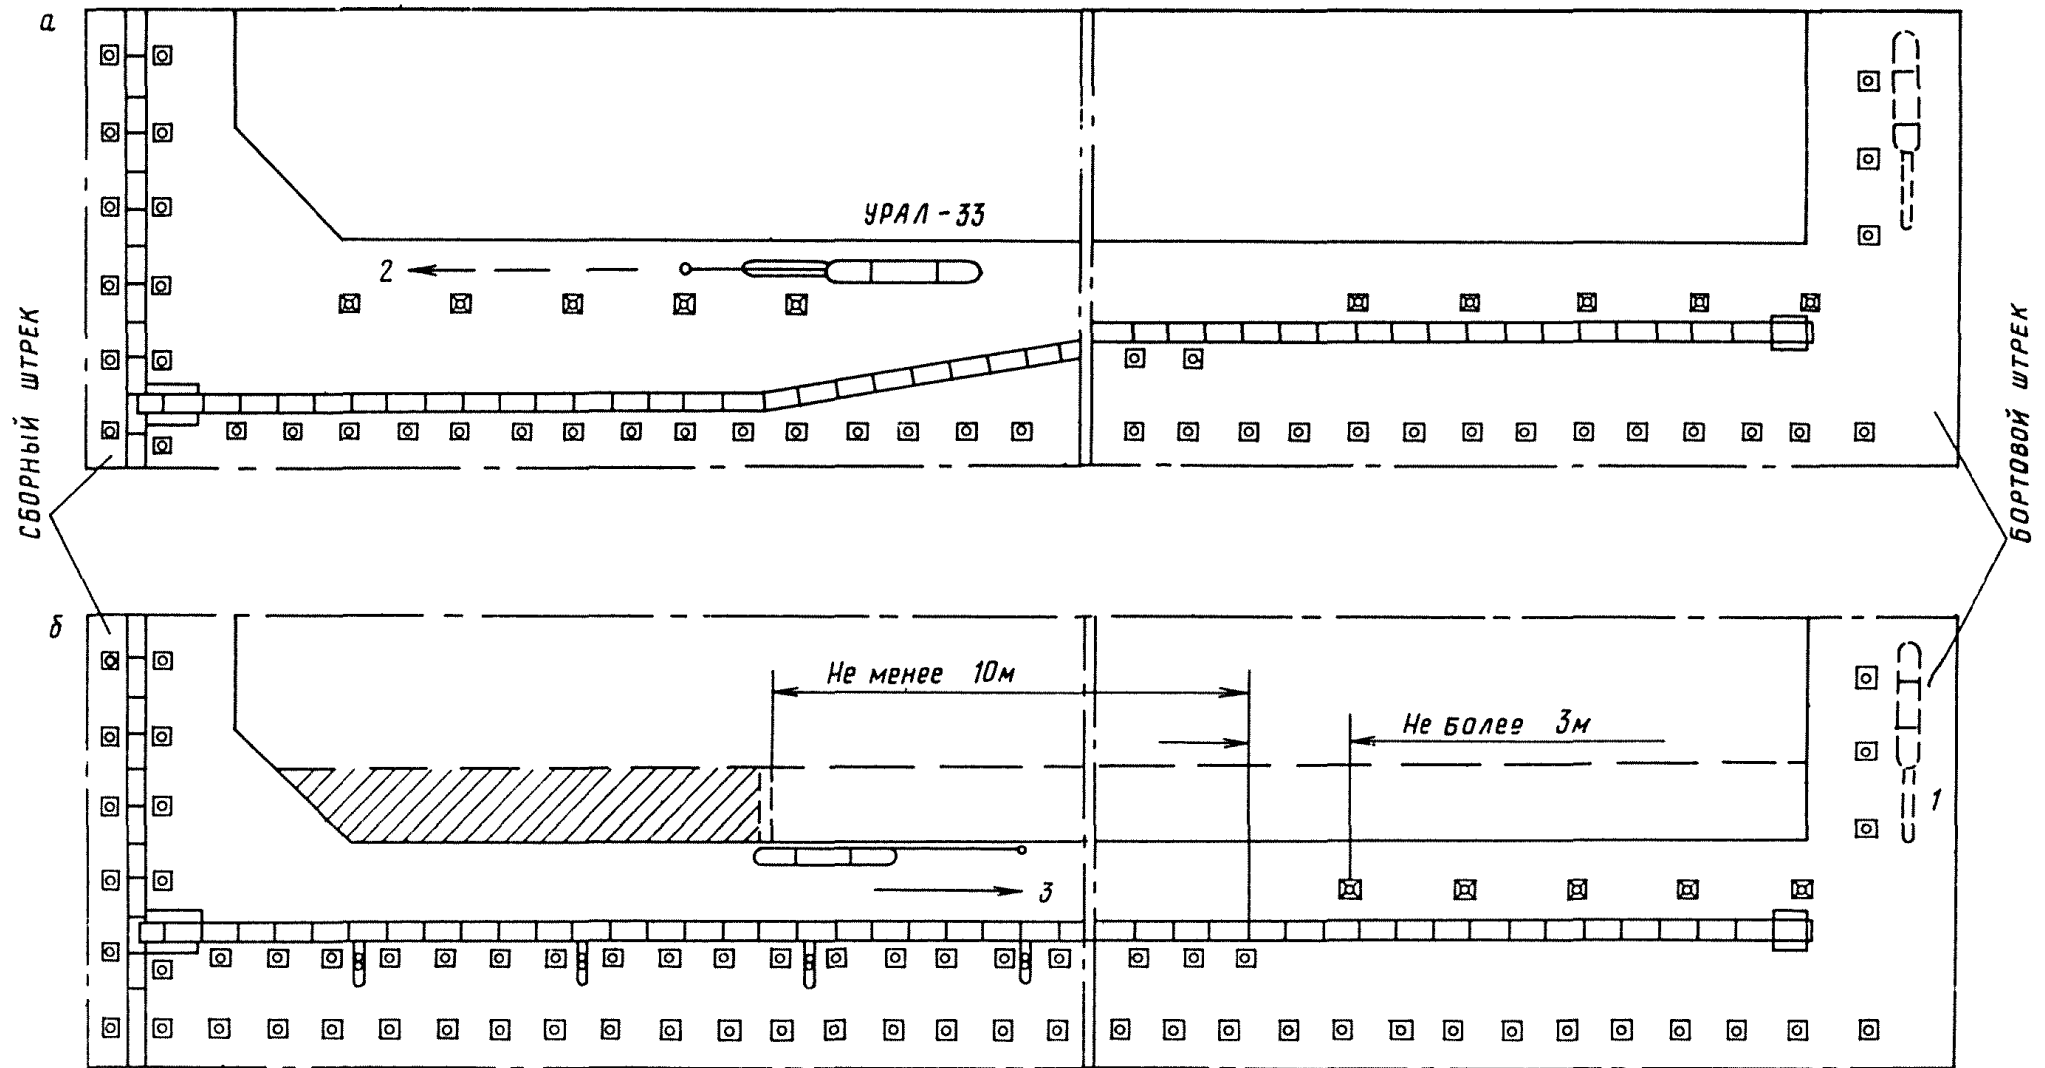 а
УРАЛ-33
2
СБОРНЫЙ ШТРЕК
БОРТОВОЙ ШТРЕК
б
Не менее 10м
Не более 3м
1
3